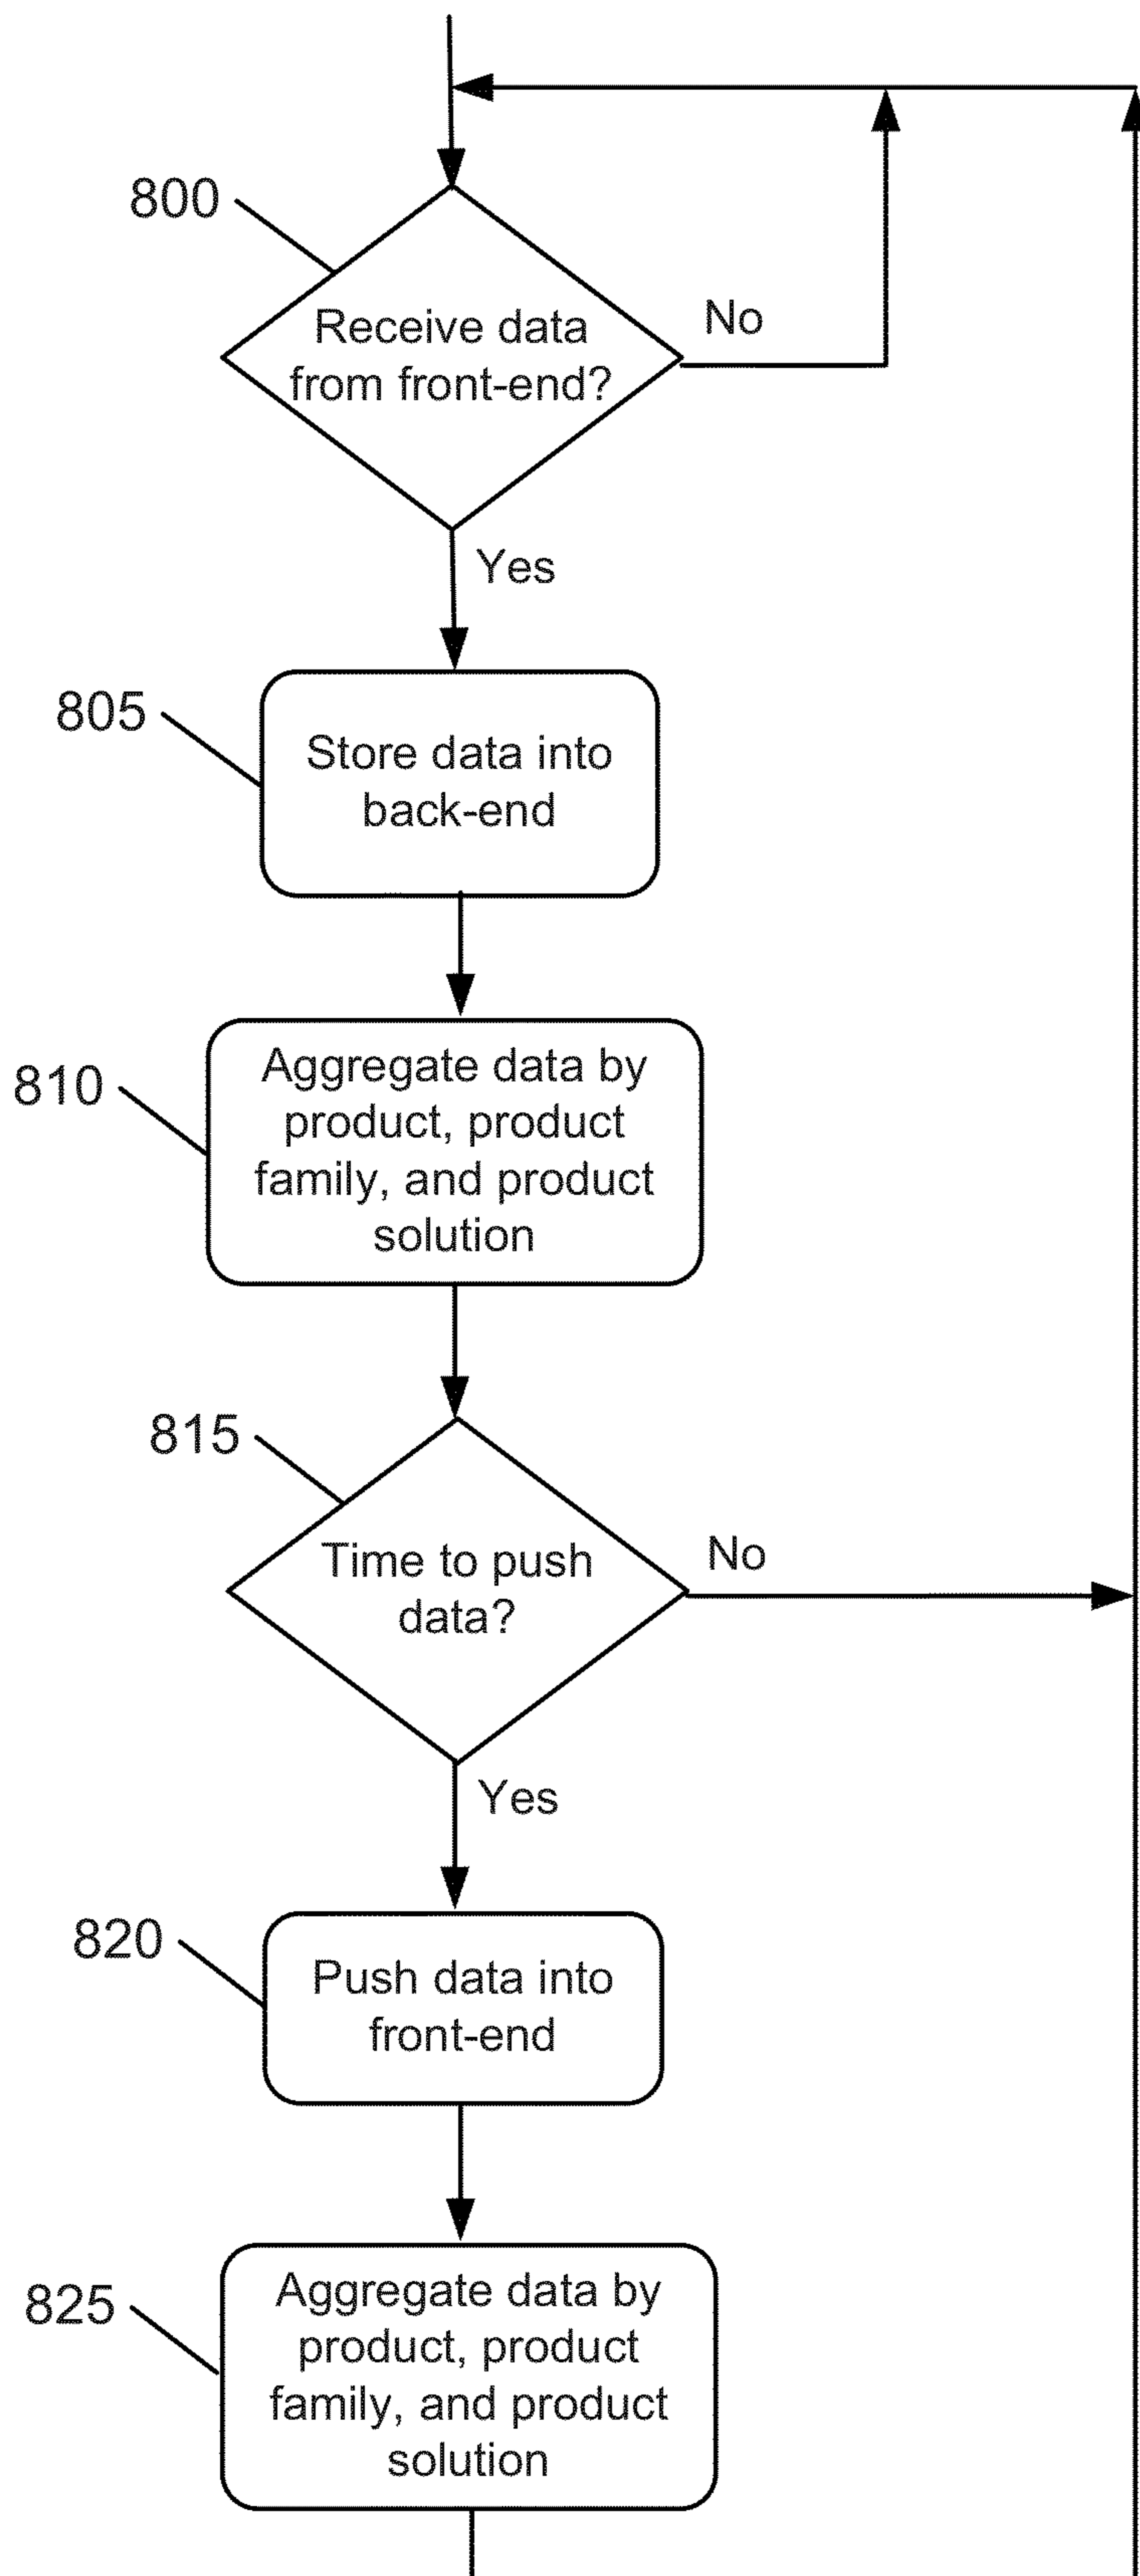 800
Receive data
from front-end?
No
Yes
805
Store data into
back-end
810
Aggregate data by
product, product
family, and product
solution
815
Time to push
data?
No
Yes
820
Push data into
front-end
825
Aggregate data by
product, product
family, and product
solution